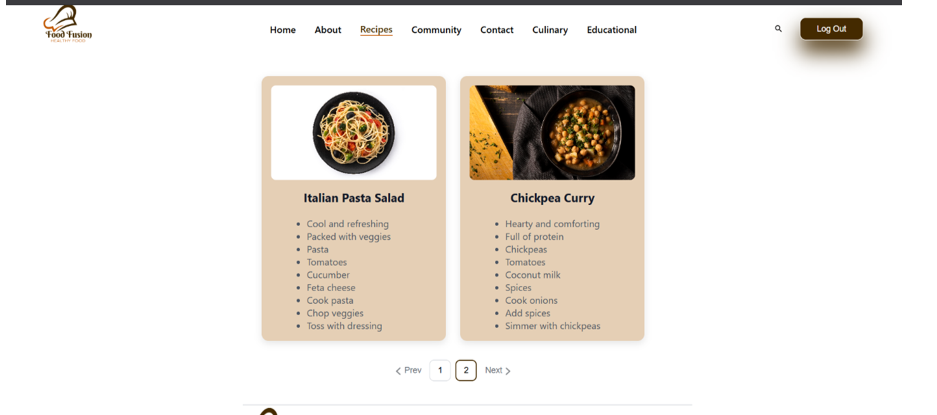 Food Fusion
HEALTHY FOOD
Home About Recipes Community Contact Culinary Educational
Log Out
Italian Pasta Salad
Cool and refreshing
Packed with veggies
Pasta
Tomatoes
Cucumber
Feta cheese
Cook pasta
Chop veggies
Toss with dressing
Chickpea Curry
Hearty and comforting
Full of protein
Chickpeas
Tomatoes
Coconut milk
Spices
Cook onions
Add spices
Simmer with chickpeas
Prev 1 2 Next